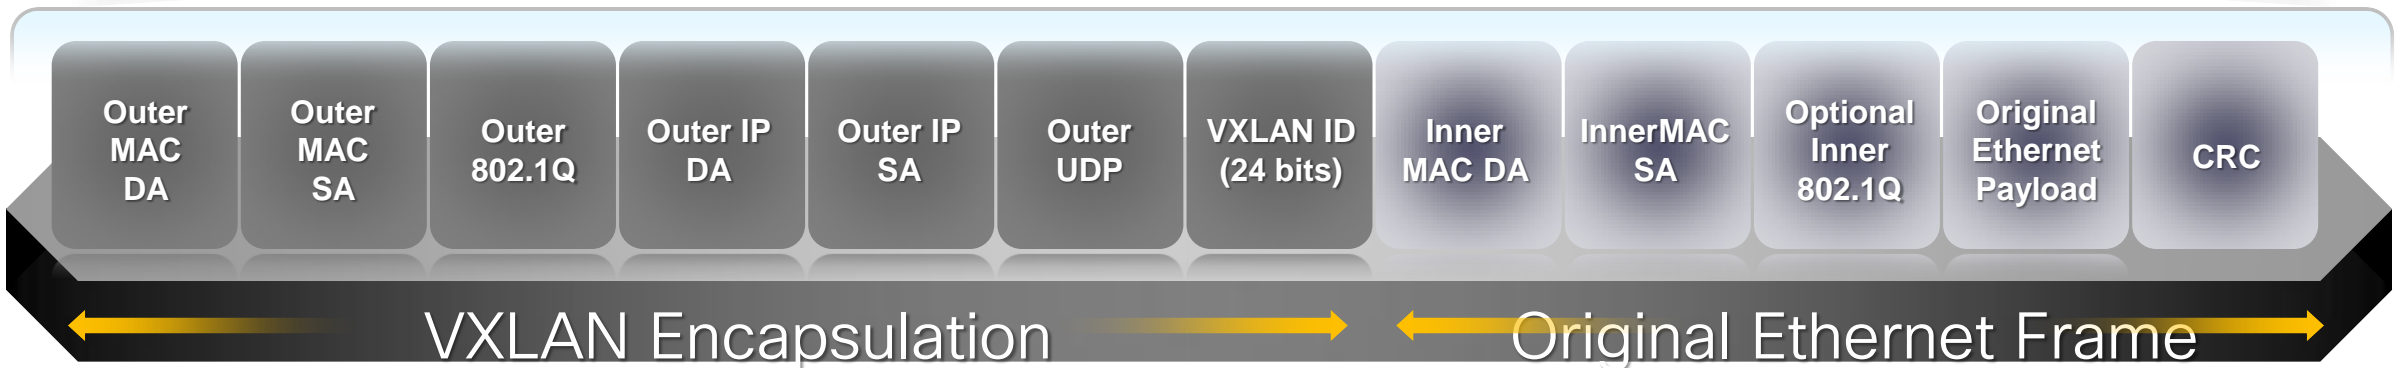 Outer
MAC
DA
Outer
MAC
SA
Outer
802.1Q
Outer IP
DA
Outer IP
SA
Outer
UDP
VXLAN ID
(24 bits)
Inner
MAC DA
InnerMAC
SA
Optional
Inner
802.1Q
Original
Ethernet
Payload
CRC
VXLAN Encapsulation
Original Ethernet Frame